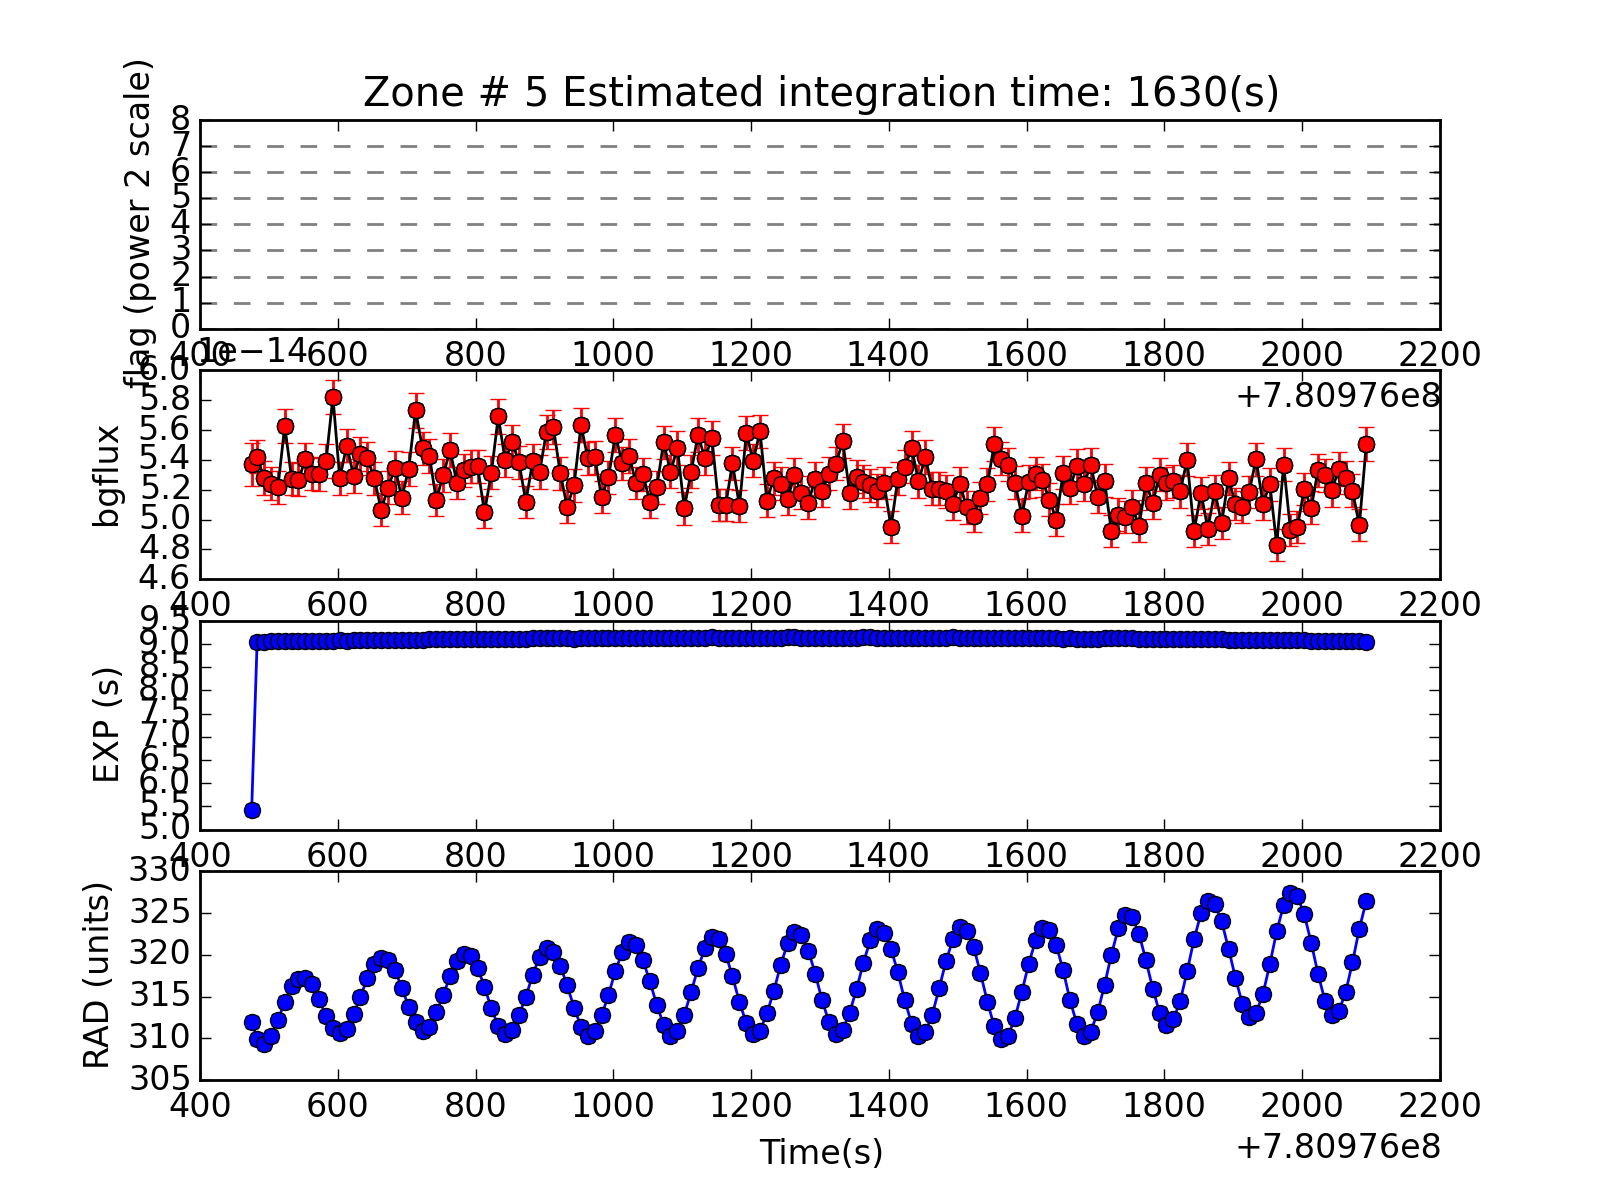 Zone # 5 Estimated integration time: 1630(s)
flag (power 2 scale)
8
7
6
5
4
3
2
1
0
400 600 800 1000 1200 1400 1600 1800 2000 2200
+7.80976e8
1e−14
bgflux
6.0
5.8
5.6
5.4
5.2
5.0
4.8
4.6
400 600 800 1000 1200 1400 1600 1800 2000 2200
EXP (s)
9.5
9.0
8.5
8.0
7.5
7.0
6.5
6.0
5.5
5.0
400 600 800 1000 1200 1400 1600 1800 2000 2200
RAD (units)
330
325
320
315
310
305
400 600 800 1000 1200 1400 1600 1800 2000 2200
Time(s)
+7.80976e8